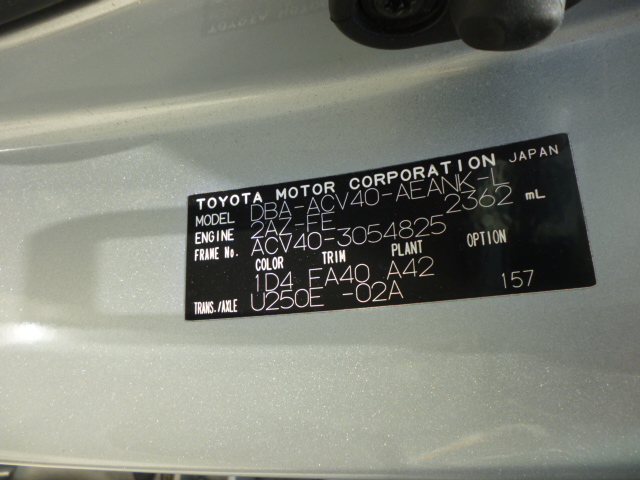 TOYOTA MOTOR CORPORATION JAPAN
MODEL DBA-ACV40-AEANK-L
ENGINE 2AZ-FE 2362 mL
FRAME No. ACV40-3054825
COLOR TRIM PLANT OPTION
1D4 EA40 A42
TRANS./AXLE U250E -02A 157